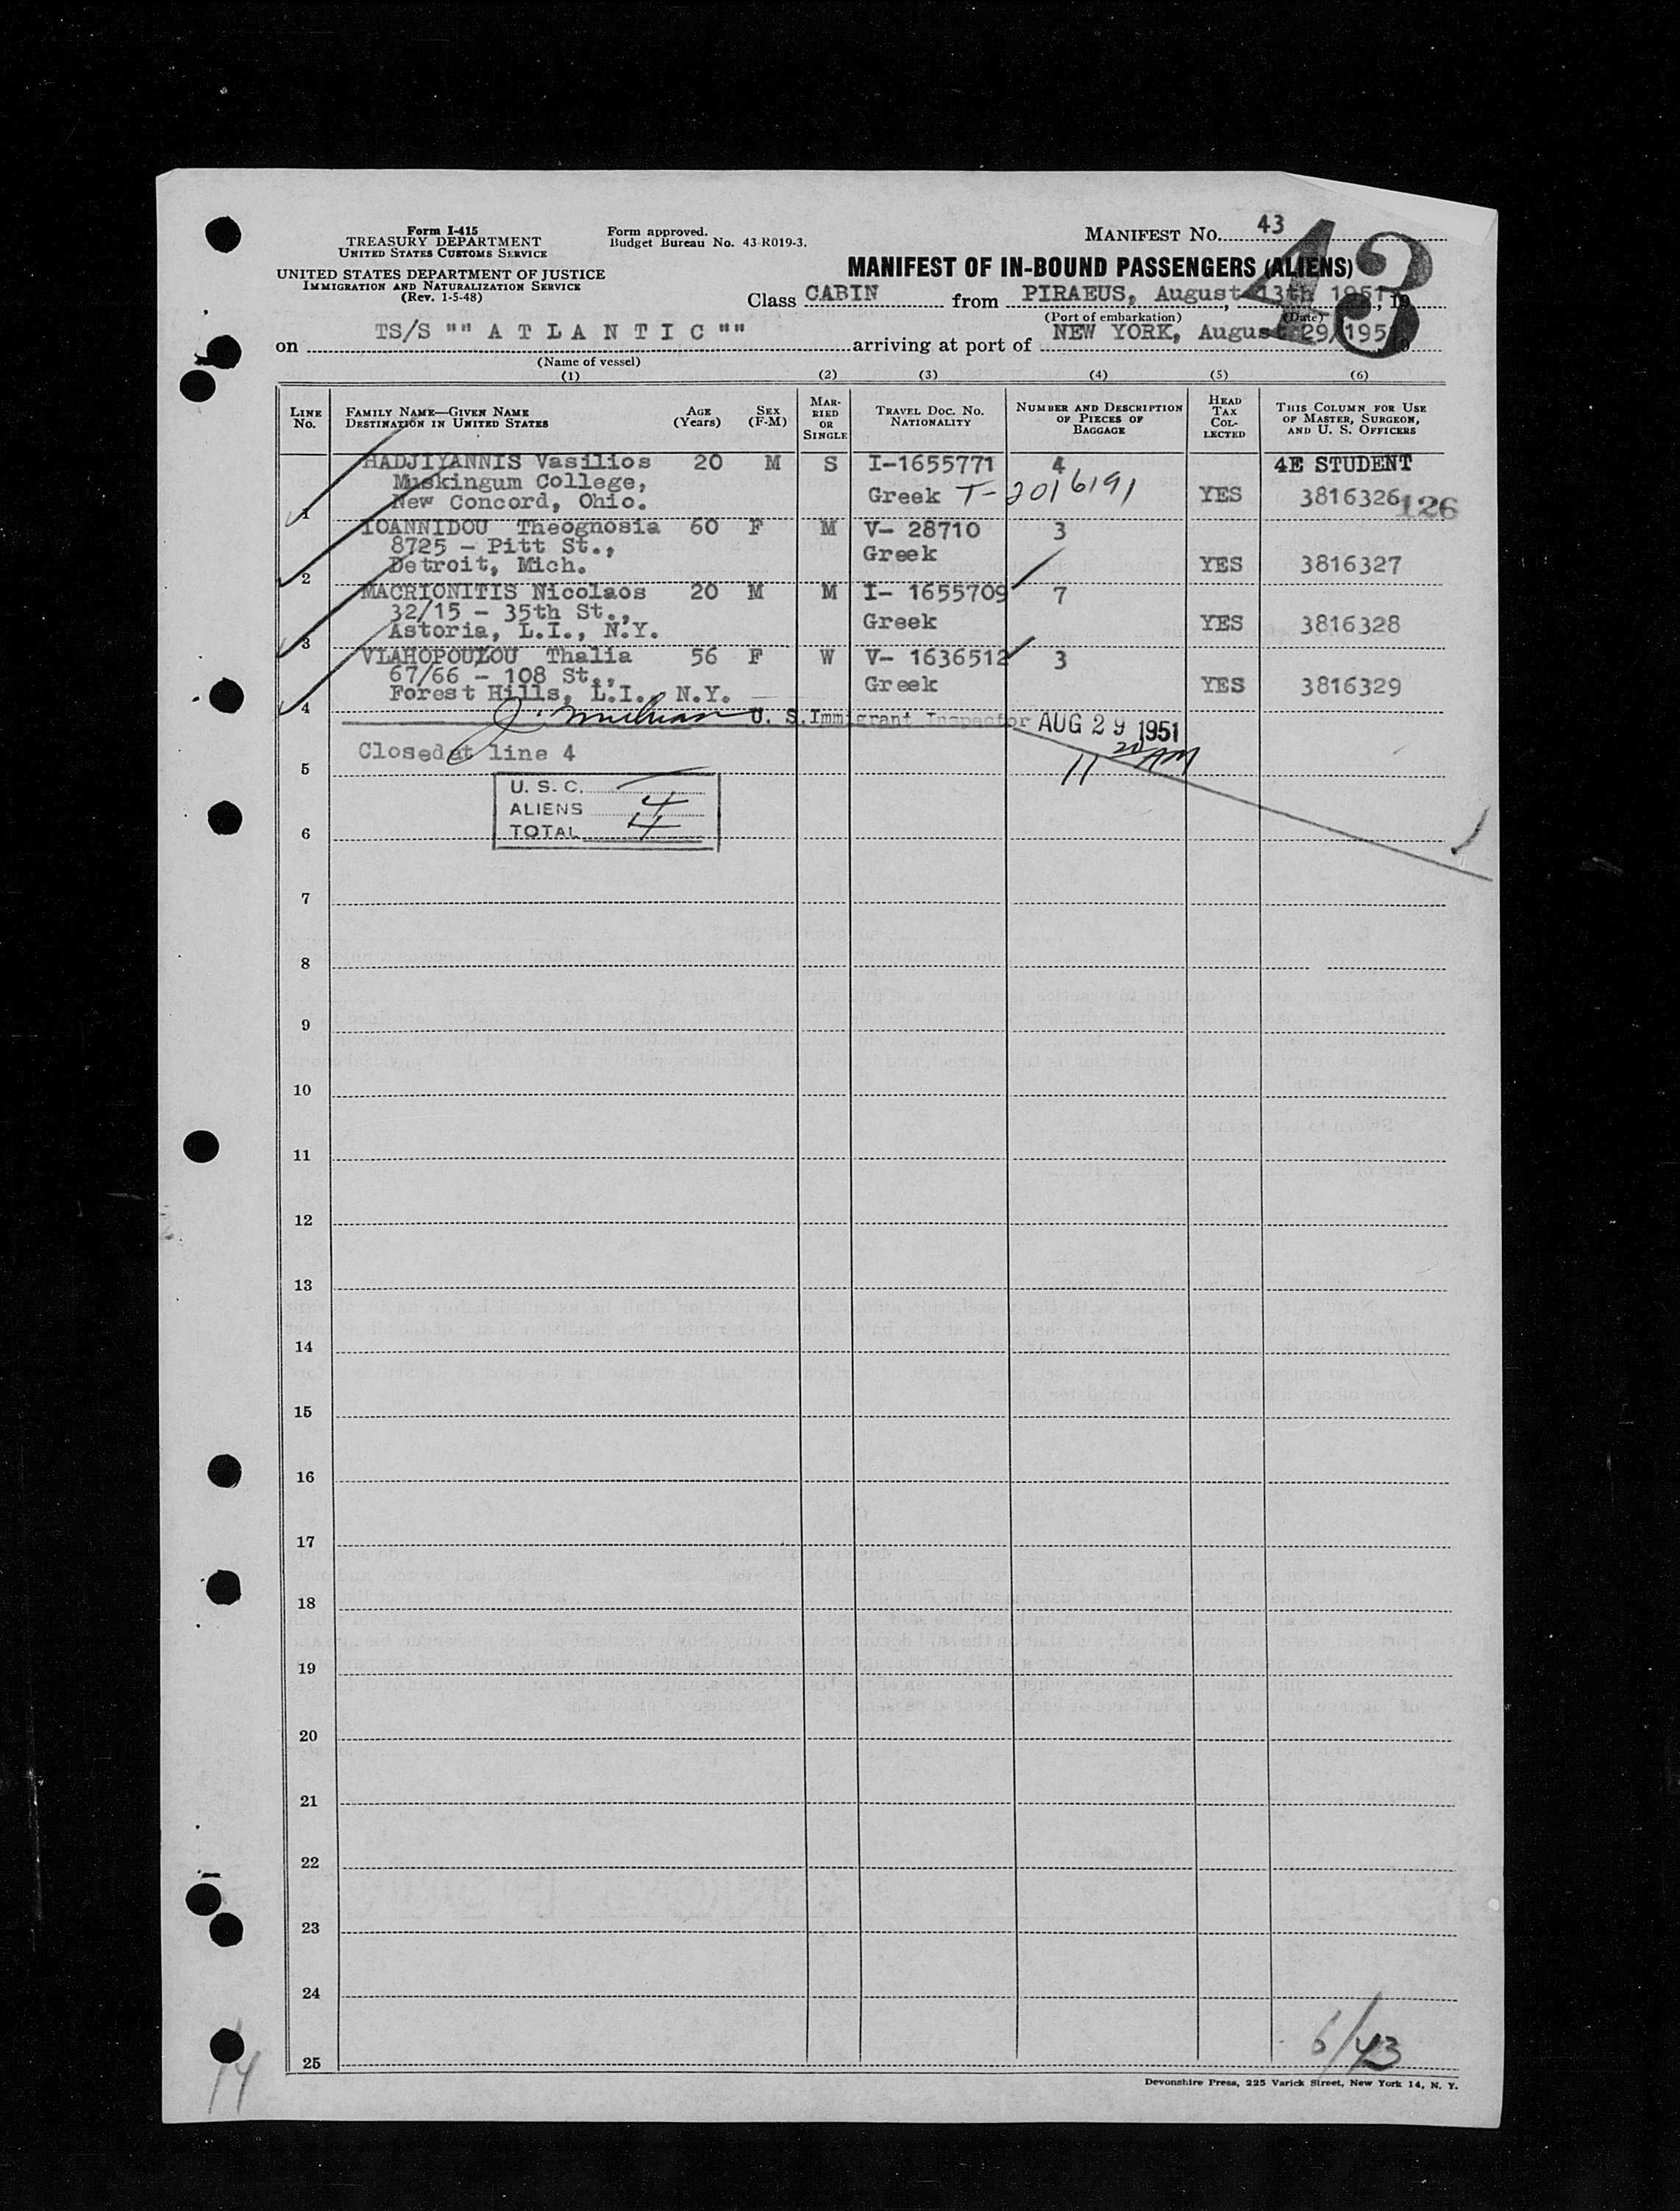 Form I-415
TREASURY DEPARTMENT
UNITED STATES CUSTOMS SERVICE
UNITED STATES DEPARTMENT OF JUSTICE
IMMIGRATION AND NATURALIZATION SERVICE
(Rev. 1-5-48)
Form approved.
Budget Bureau No. 43-R019-3.
MANIFEST No. 43
43
MANIFEST OF IN-BOUND PASSENGERS (ALIENS)
Class CABIN from PIRAEUS, August 13th 1951, 19
(Port of embarkation) (Date)
on TS/S "" A T L A N T I C "" arriving at port of NEW YORK, August 29/195
(Name of vessel)
(1) (2) (3) (4) (5) (6)
LINE No. FAMILY NAME—GIVEN NAME DESTINATION IN UNITED STATES AGE (Years) SEX (F-M) MARRIED OR SINGLE TRAVEL DOC. No. NATIONALITY NUMBER AND DESCRIPTION OF PIECES OF BAGGAGE HEAD TAX COLLECTED THIS COLUMN FOR USE OF MASTER, SURGEON, AND U. S. OFFICERS
HADJIYANNIS Vasilios 20 M S I-1655771 4 4E STUDENT
Muskingum College, Greek T-2016191 YES 3816326 126
1 New Concord, Ohio.
IOANNIDOU Theognosia 60 F M V- 28710 3
8725 - Pitt St., Greek
2 Detroit, Mich. YES 3816327
MACRIONITIS Nicolaos 20 M M I- 1655709 7
32/15 - 35th St., Greek YES 3816328
3 Astoria, L.I., N.Y.
VLAHOPOULOU Thalia 56 F W V- 1636512 3
67/66 - 108 St., Greek YES 3816329
4 Forest Hills, L.I., N.Y.
U. S. Immigrant Inspector AUG 29 1951
Closed at line 4 11 20 AM
5
U. S. C.
ALIENS 4
6 TOTAL 4
7
8
9
10
11
12
13
14
15
16
17
18
19
20
21
22
23
24
25
6/43
14
Devonshire Press, 225 Varick Street, New York 14, N. Y.